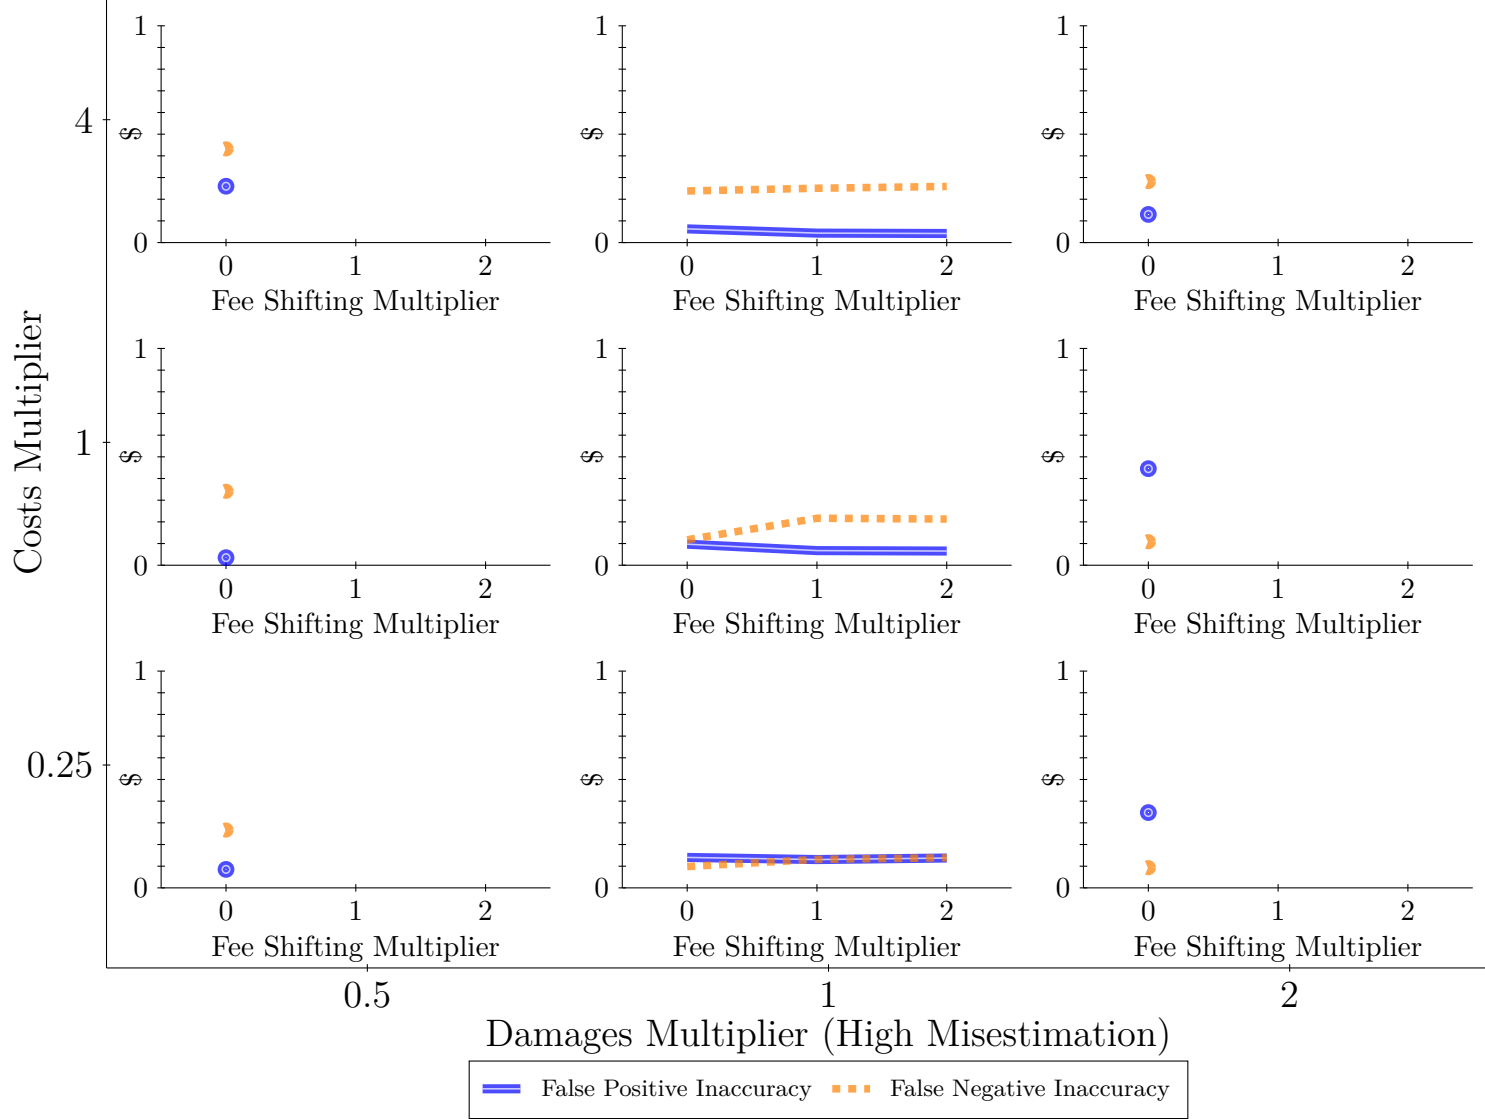 Costs Multiplier
4
1
0.25
1
$
0
0 1 2
Fee Shifting Multiplier
1
$
0
0 1 2
Fee Shifting Multiplier
1
$
0
0 1 2
Fee Shifting Multiplier
1
$
0
0 1 2
Fee Shifting Multiplier
1
$
0
0 1 2
Fee Shifting Multiplier
1
$
0
0 1 2
Fee Shifting Multiplier
1
$
0
0 1 2
Fee Shifting Multiplier
1
$
0
0 1 2
Fee Shifting Multiplier
1
$
0
0 1 2
Fee Shifting Multiplier
0.5 1 2
Damages Multiplier (High Misestimation)
False Positive Inaccuracy False Negative Inaccuracy